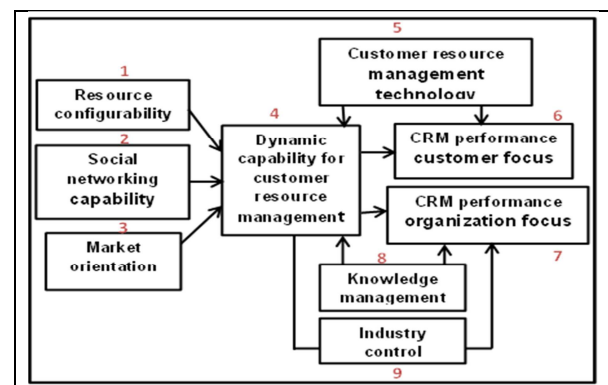 5
Customer resource
management
technology
1
Resource
configurability
4
6
2
Dynamic
capability for
customer
resource
management
CRM performance
customer focus
Social
networking
capability
CRM performance
organization focus
3
Market
orientation
8
7
Knowledge
management
Industry
control
9